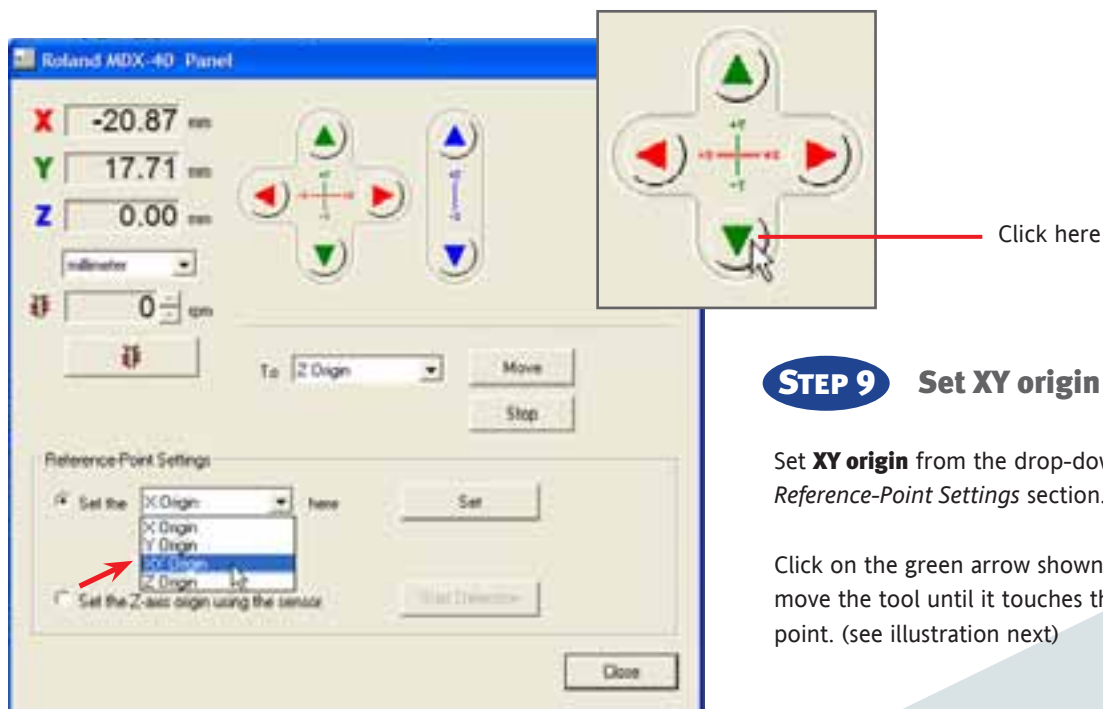 Roland MDX-40 Panel
X -20.87 mm
Y 17.71 mm
Z 0.00 mm
millimeter
0 rpm
To Z Origin Move
Stop
Reference-Point Settings
Set the X Origin here Set
X Origin
Y Origin
XY Origin
Z Origin
Set the Z-axis origin using the sensor Start Detection
Close
+Y
-X +X
-Y
Click here
STEP 9 Set XY origin
Set XY origin from the drop-dow
Reference-Point Settings section.
Click on the green arrow shown
move the tool until it touches th
point. (see illustration next)